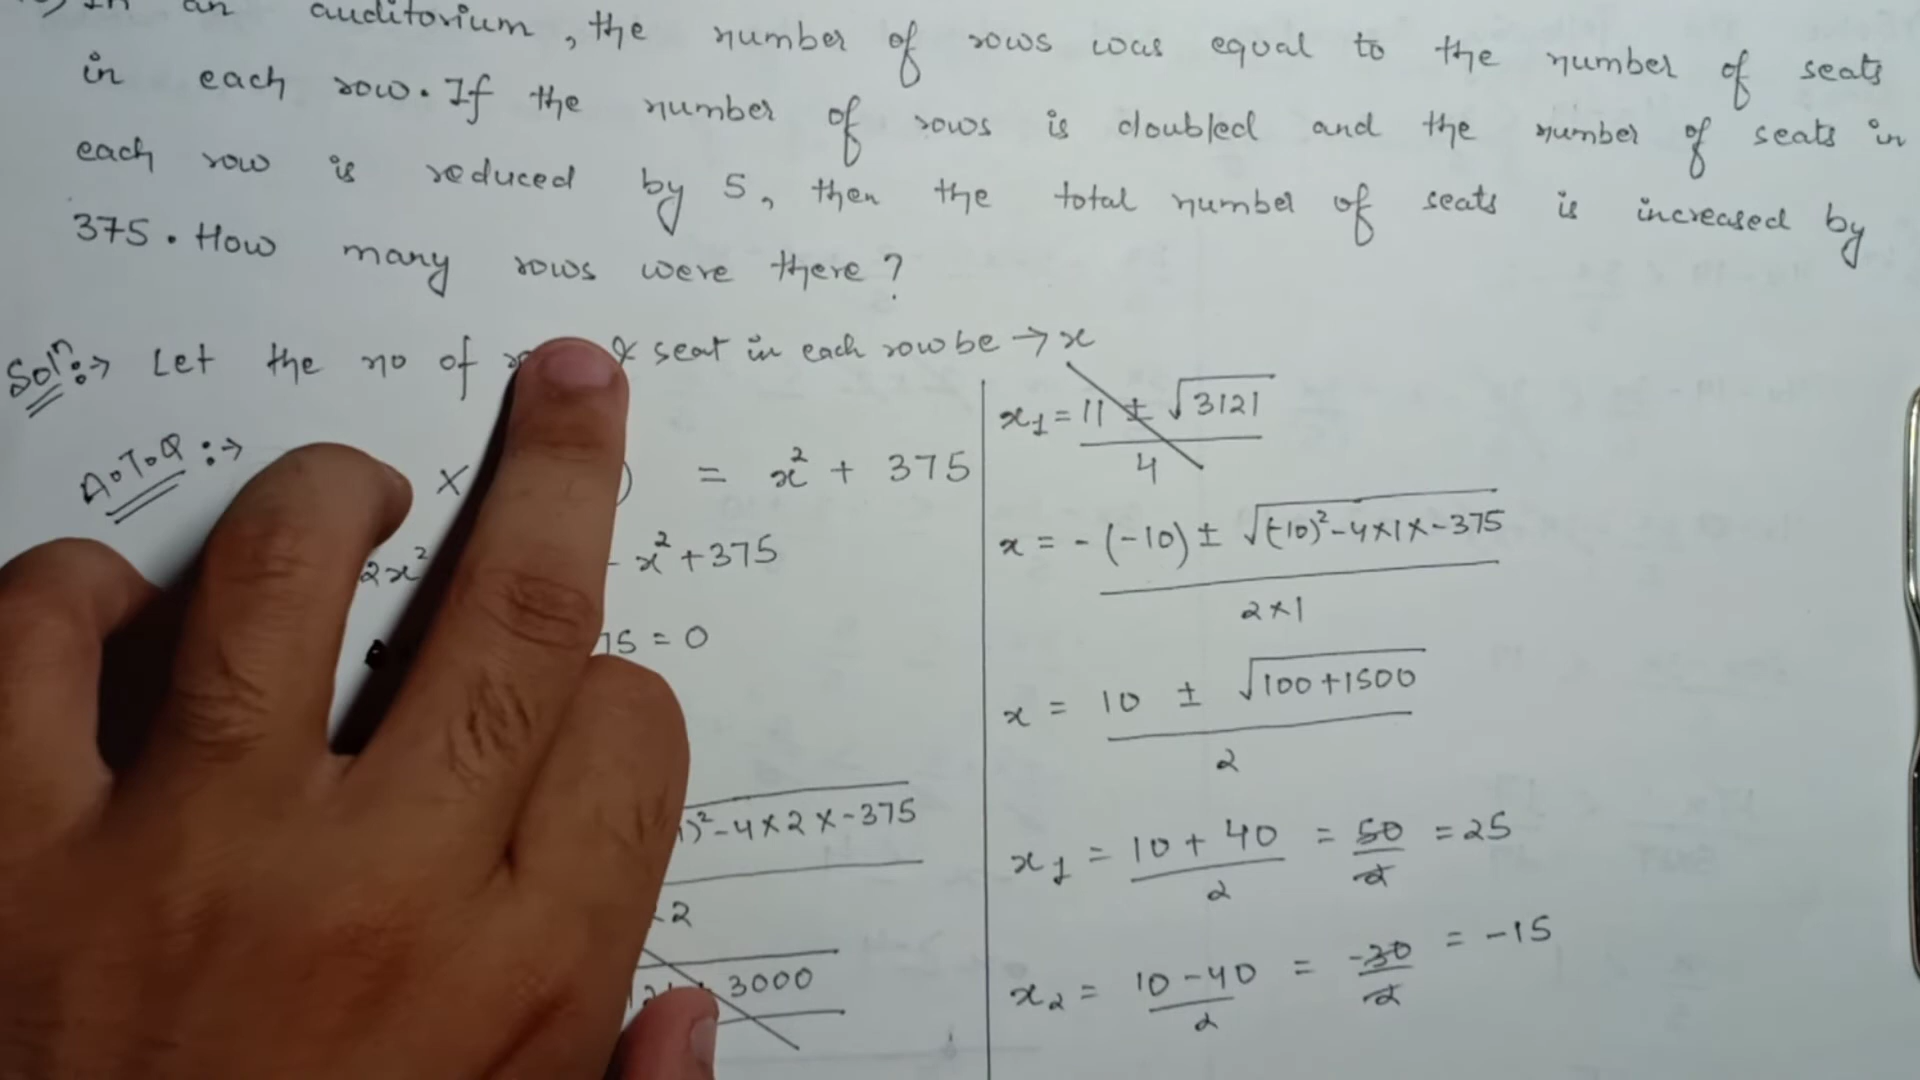 In an auditorium, the number of rows was equal to the number of seats
in each row. If the number of rows is doubled and the number of seats in
each row is reduced by 5, then the total number of seats is increased by
375. How many rows were there?
Solⁿ:→ Let the no of & seat in each row be → x
A.T.Q :→
x = x² + 375
2x² x² + 375
75 = 0
)² - 4 × 2 × -375
2
3000
x₁ = 11 ± √3121 / 4
x = - (-10) ± √(-10)² - 4×1×-375 / 2×1
x = 10 ± √100 + 1500 / 2
x₁ = 10 + 40 / 2 = 50 / 2 = 25
x₂ = 10 - 40 / 2 = -30 / 2 = -15